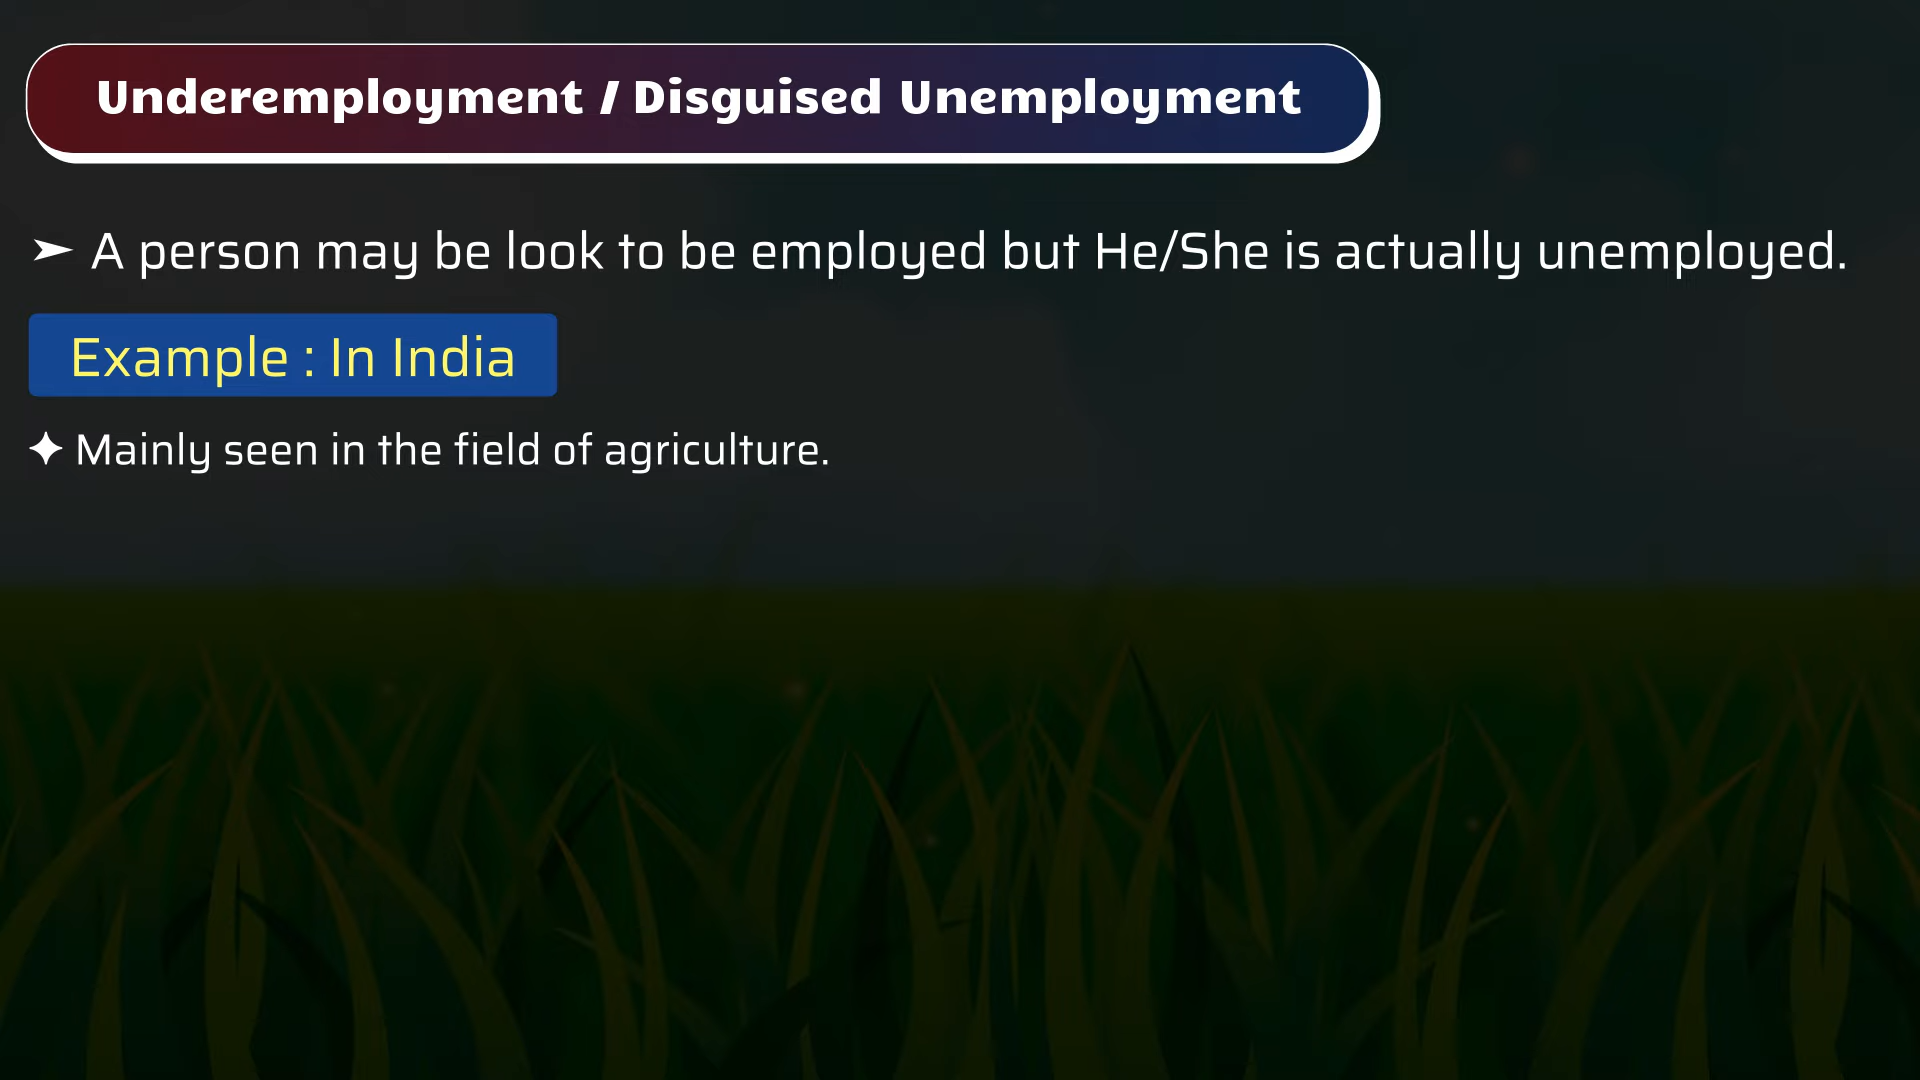 Underemployment / Disguised Unemployment
➢ A person may be look to be employed but He/She is actually unemployed.
Example : In India
✦ Mainly seen in the field of agriculture.